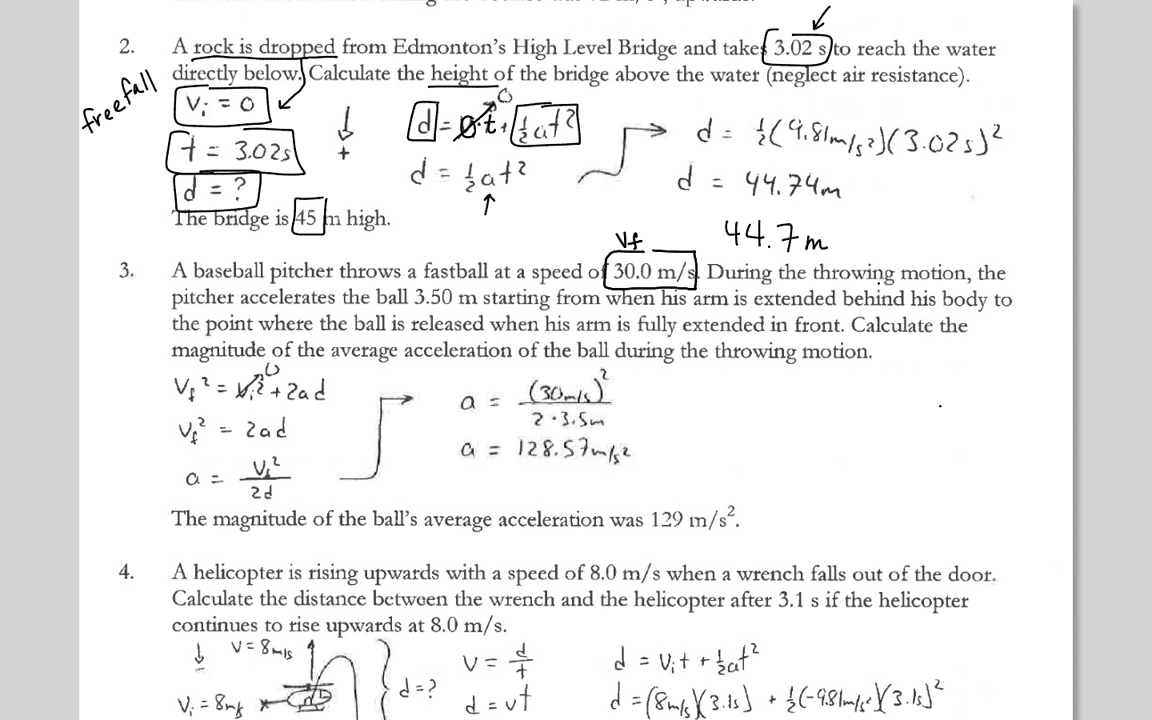 2. A rock is dropped from Edmonton's High Level Bridge and takes 3.02 s to reach the water
directly below. Calculate the height of the bridge above the water (neglect air resistance).
freefall
Vi = 0
t = 3.02s
d = ?
↓
+
d = 0·t + ½at²
0
d = ½at²
d = ½(9.81m/s²)(3.02s)²
d = 44.74m
44.7m
The bridge is 45 m high.
Vf
3. A baseball pitcher throws a fastball at a speed of 30.0 m/s. During the throwing motion, the
pitcher accelerates the ball 3.50 m starting from when his arm is extended behind his body to
the point where the ball is released when his arm is fully extended in front. Calculate the
magnitude of the average acceleration of the ball during the throwing motion.
Vf² = Vi² + 2ad
0
Vf² = 2ad
a = Vf²/2d
a = (30m/s)²/2·3.5m
a = 128.57m/s²
The magnitude of the ball's average acceleration was 129 m/s².
4. A helicopter is rising upwards with a speed of 8.0 m/s when a wrench falls out of the door.
Calculate the distance between the wrench and the helicopter after 3.1 s if the helicopter
continues to rise upwards at 8.0 m/s.
V = 8m/s
Vi = 8m/s
d = ?
V = d/t
d = vt
d = Vit + ½at²
d = (8m/s)(3.1s) + ½(-9.81m/s²)(3.1s)²